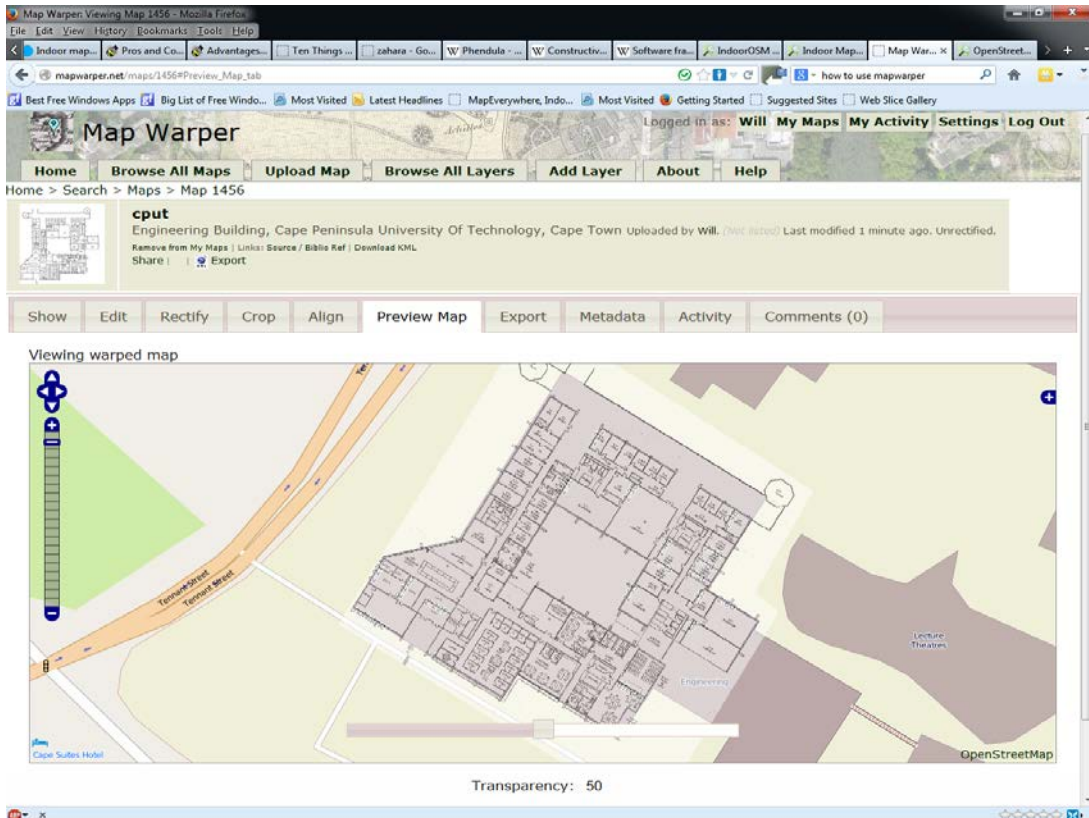 Map Warper: Viewing Map 1456 - Mozilla Firefox
File Edit View History Bookmarks Tools Help
Indoor map... Pros and Co... Advantages... Ten Things ... zahara - Go... Phendula - ... Constructiv... Software fra... IndoorOSM ... Indoor Map... Map War... × OpenStreet...
mapwarper.net/maps/1456#Preview_Map_tab how to use mapwarper
Best Free Windows Apps Big List of Free Windo... Most Visited Latest Headlines MapEverywhere, Indo... Most Visited Getting Started Suggested Sites Web Slice Gallery
Logged in as: Will My Maps My Activity Settings Log Out
Map Warper
Home Browse All Maps Upload Map Browse All Layers Add Layer About Help
Home > Search > Maps > Map 1456
cput
Engineering Building, Cape Peninsula University Of Technology, Cape Town Uploaded by Will. (Not listed) Last modified 1 minute ago. Unrectified.
Remove from My Maps | Links: Source / Biblio Ref | Download KML
Share | | Export
Show Edit Rectify Crop Align Preview Map Export Metadata Activity Comments (0)
Viewing warped map
Tennant Street
Tennant Street
Lecture
Theatres
Engineering
Cape Suites Hotel
OpenStreetMap
Transparency: 50